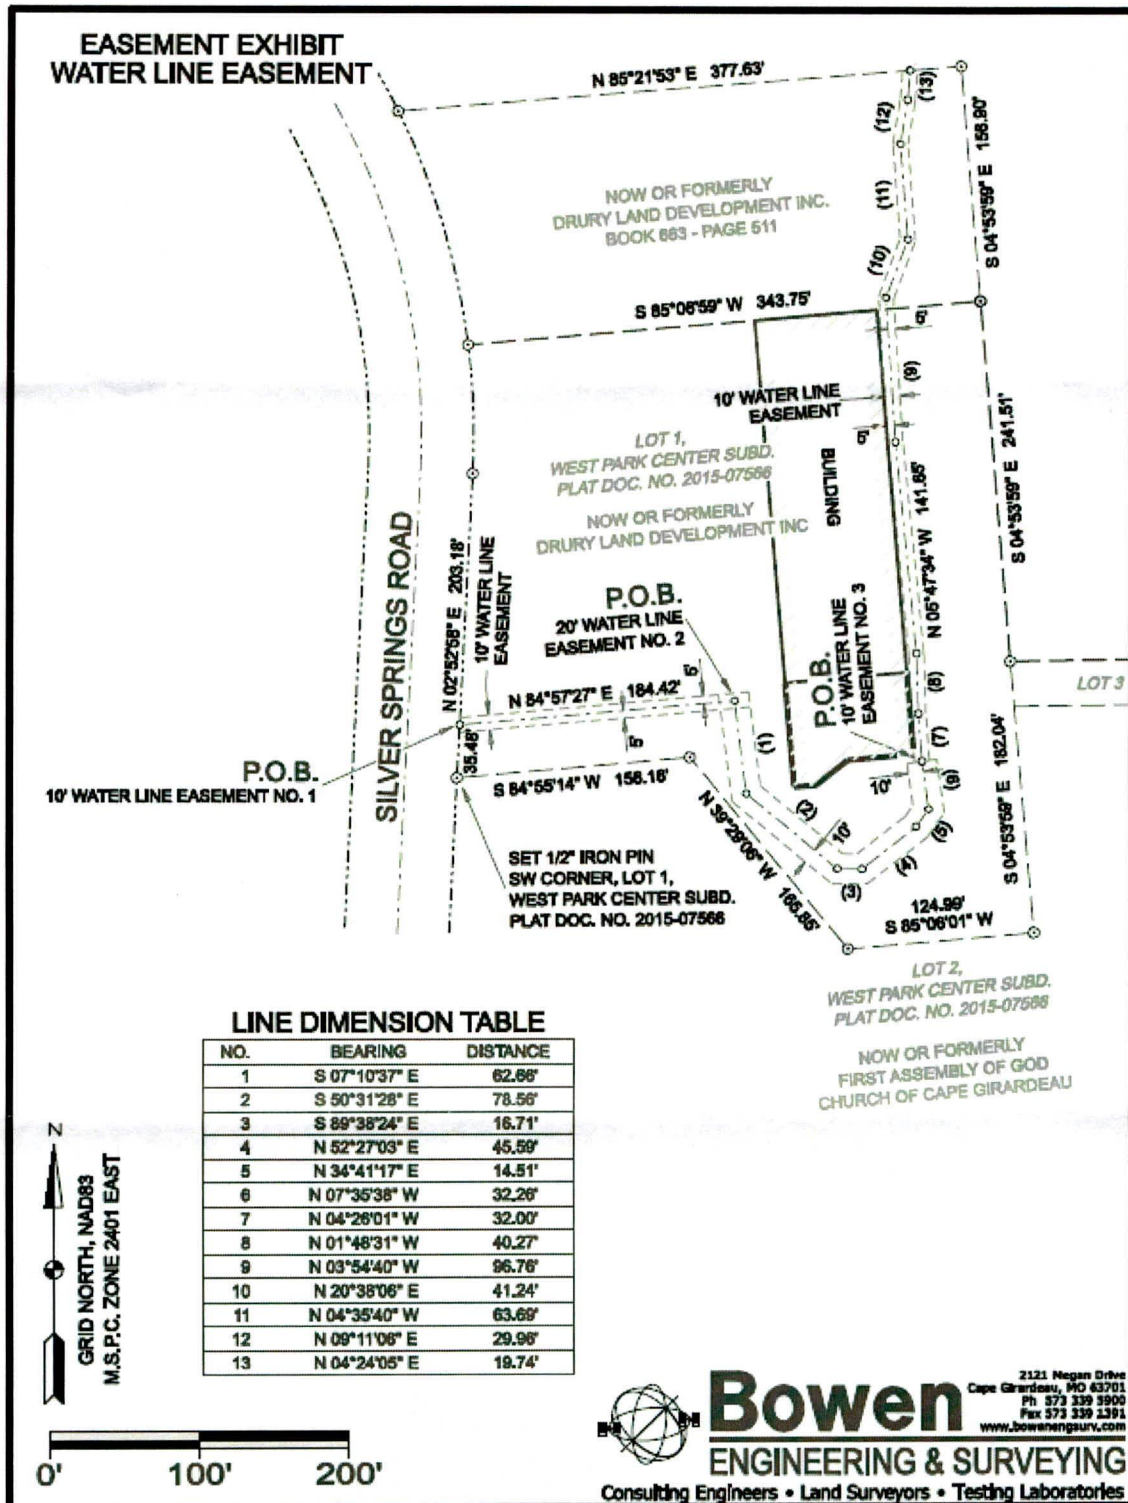 EASEMENT EXHIBIT
WATER LINE EASEMENT
N 85°21'53" E 377.63'
(13)
(12)
(11)
(10)
S 04°53'59" E 156.90'
NOW OR FORMERLY
DRURY LAND DEVELOPMENT INC.
BOOK 663 - PAGE 511
S 85°06'59" W 343.75'
6'
(9)
10' WATER LINE
EASEMENT
5'
LOT 1,
WEST PARK CENTER SUBD.
PLAT DOC. NO. 2015-07566
NOW OR FORMERLY
DRURY LAND DEVELOPMENT INC
BUILDING
N 05°47'34" W 141.65'
S 04°53'59" E 241.51'
SILVER SPRINGS ROAD
N 02°52'58" E 203.18'
10' WATER LINE
EASEMENT
P.O.B.
20' WATER LINE
EASEMENT NO. 2
P.O.B.
10' WATER LINE
EASEMENT NO. 3
N 84°57'27" E 184.42'
5'
5'
(8)
(7)
LOT 3
35.48'
(1)
P.O.B.
10' WATER LINE EASEMENT NO. 1
S 84°55'14" W 156.16'
10'
(9)
(2)
10'
(5)
(4)
(3)
N 39°29'06" W 165.85'
S 04°53'59" E 182.04'
SET 1/2" IRON PIN
SW CORNER, LOT 1,
WEST PARK CENTER SUBD.
PLAT DOC. NO. 2015-07566
124.99'
S 85°06'01" W
LOT 2,
WEST PARK CENTER SUBD.
PLAT DOC. NO. 2015-07566
NOW OR FORMERLY
FIRST ASSEMBLY OF GOD
CHURCH OF CAPE GIRARDEAU
LINE DIMENSION TABLE
NO. BEARING DISTANCE
1 S 07°10'37" E 62.66'
2 S 50°31'28" E 78.56'
3 S 89°38'24" E 16.71'
4 N 52°27'03" E 45.59'
5 N 34°41'17" E 14.51'
6 N 07°35'38" W 32.26'
7 N 04°26'01" W 32.00'
8 N 01°48'31" W 40.27'
9 N 03°54'40" W 96.76'
10 N 20°38'06" E 41.24'
11 N 04°35'40" W 63.69'
12 N 09°11'06" E 29.96'
13 N 04°24'05" E 19.74'
N
GRID NORTH, NAD83
M.S.P.C. ZONE 2401 EAST
0' 100' 200'
Bowen
2121 Megan Drive
Cape Girardeau, MO 63701
Ph 573 339 5900
Fax 573 339 1391
www.bowenengsurv.com
ENGINEERING & SURVEYING
Consulting Engineers • Land Surveyors • Testing Laboratories